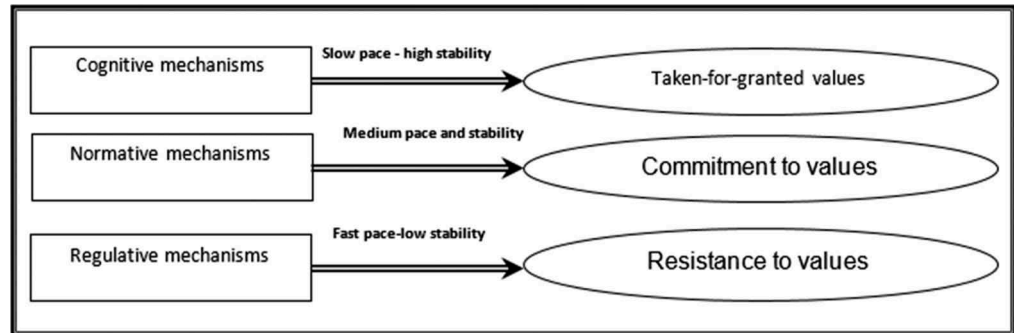 Cognitive mechanisms
Slow pace - high stability
Taken-for-granted values
Normative mechanisms
Medium pace and stability
Commitment to values
Regulative mechanisms
Fast pace-low stability
Resistance to values